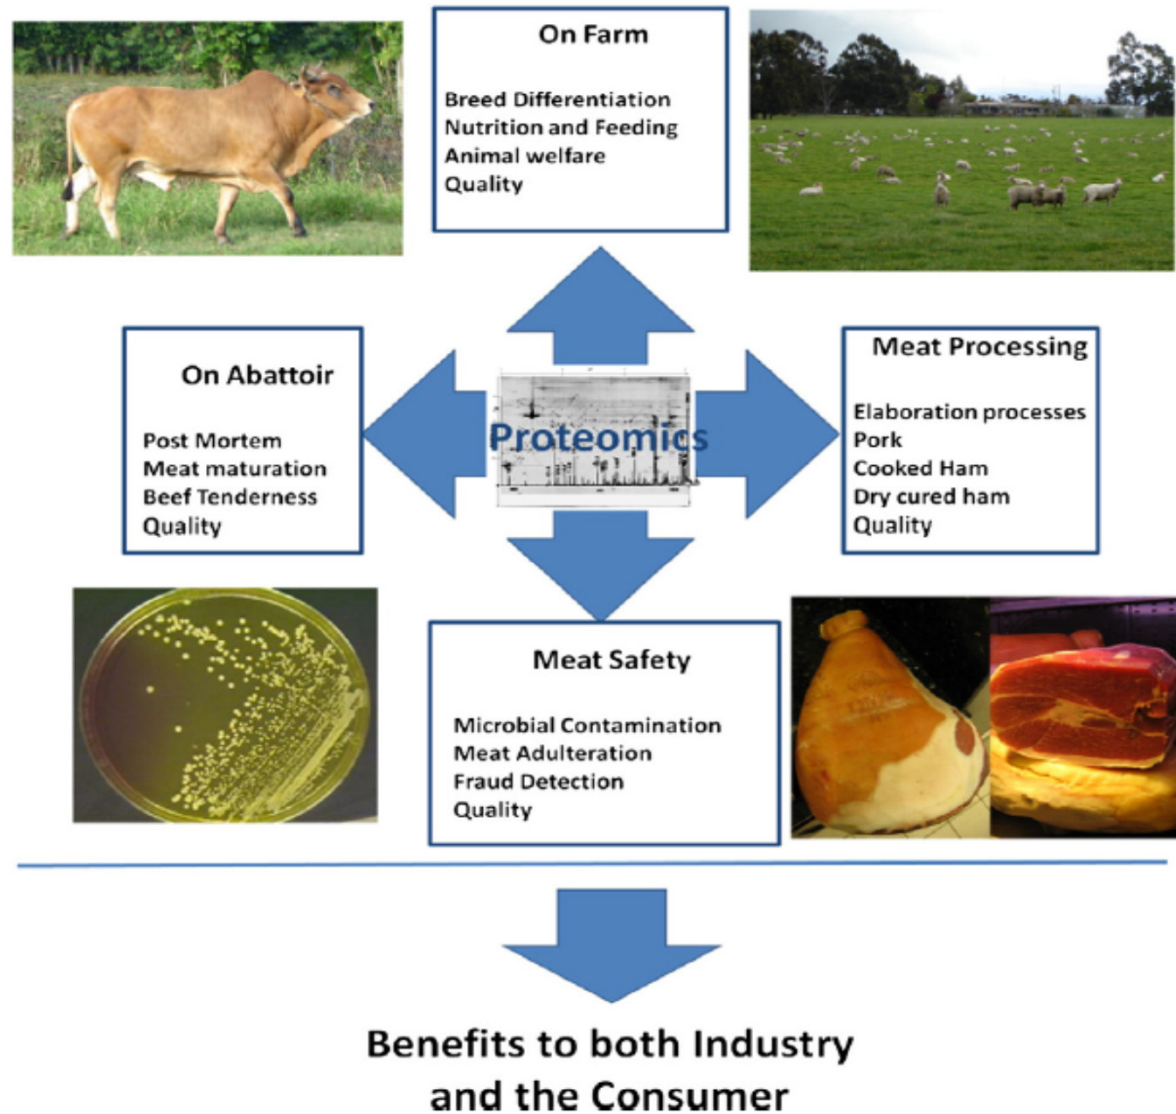 On Farm
Breed Differentiation
Nutrition and Feeding
Animal welfare
Quality
On Abattoir
Post Mortem
Meat maturation
Beef Tenderness
Quality
Proteomics
Meat Processing
Elaboration processes
Pork
Cooked Ham
Dry cured ham
Quality
Meat Safety
Microbial Contamination
Meat Adulteration
Fraud Detection
Quality
Benefits to both Industry
and the Consumer